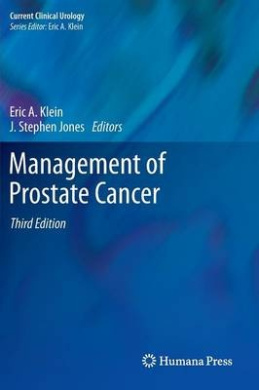 Current Clinical Urology
Series Editor: Eric A. Klein
Eric A. Klein
J. Stephen Jones Editors
Management of
Prostate Cancer
Third Edition
Humana Press